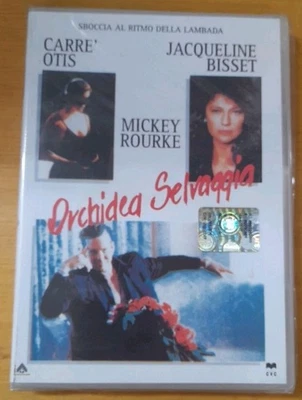 SBOCCIA AL RITMO DELLA LAMBADA
CARRE'
OTIS
JACQUELINE
BISSET
MICKEY
ROURKE
Orchidea Selvaggia